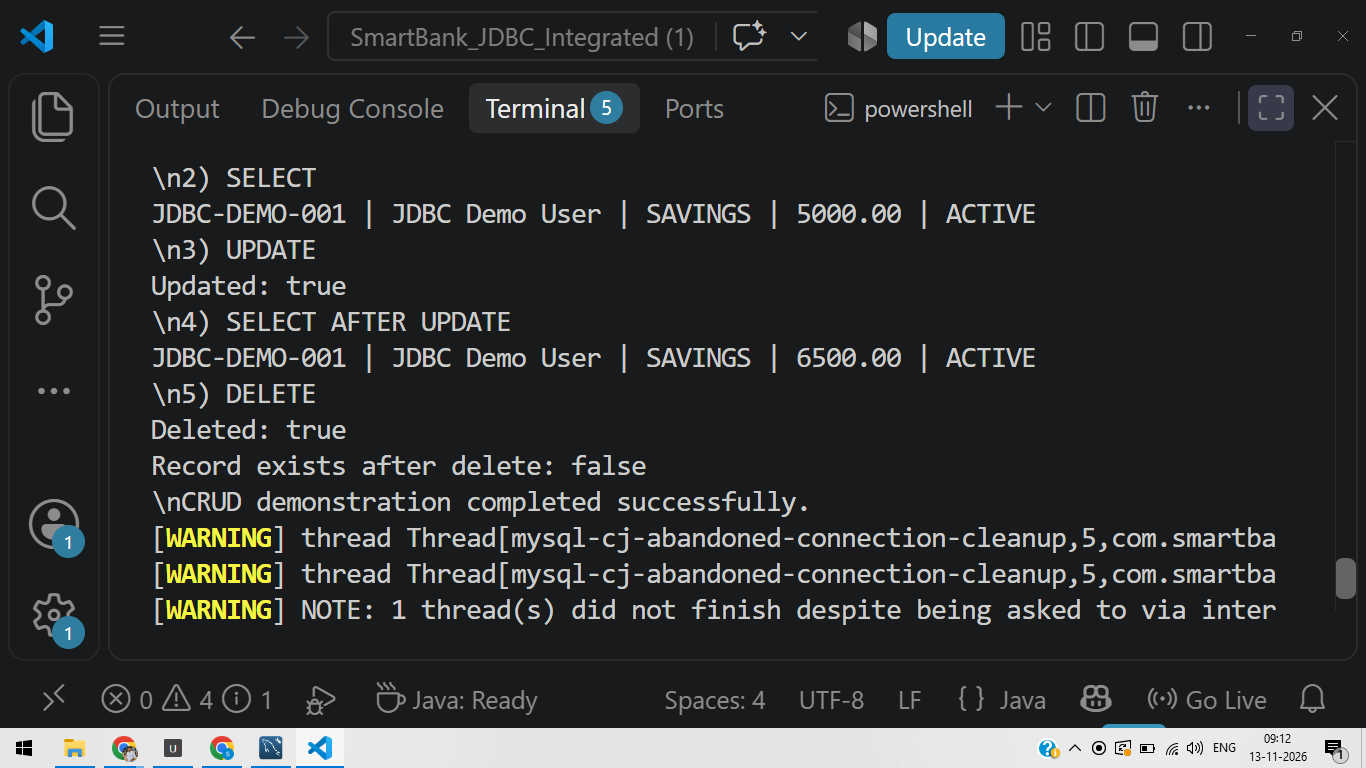 SmartBank_JDBC_Integrated (1)
Update
Output
Debug Console
Terminal
5
Ports
powershell
\n2) SELECT
JDBC-DEMO-001 | JDBC Demo User | SAVINGS | 5000.00 | ACTIVE
\n3) UPDATE
Updated: true
\n4) SELECT AFTER UPDATE
JDBC-DEMO-001 | JDBC Demo User | SAVINGS | 6500.00 | ACTIVE
\n5) DELETE
Deleted: true
Record exists after delete: false
\nCRUD demonstration completed successfully.
[WARNING] thread Thread[mysql-cj-abandoned-connection-cleanup,5,com.smartba
[WARNING] thread Thread[mysql-cj-abandoned-connection-cleanup,5,com.smartba
[WARNING] NOTE: 1 thread(s) did not finish despite being asked to via inter
1
1
0 4 1 Java: Ready Spaces: 4 UTF-8 LF { } Java Go Live
U S ENG 09:12
13-11-2026
1